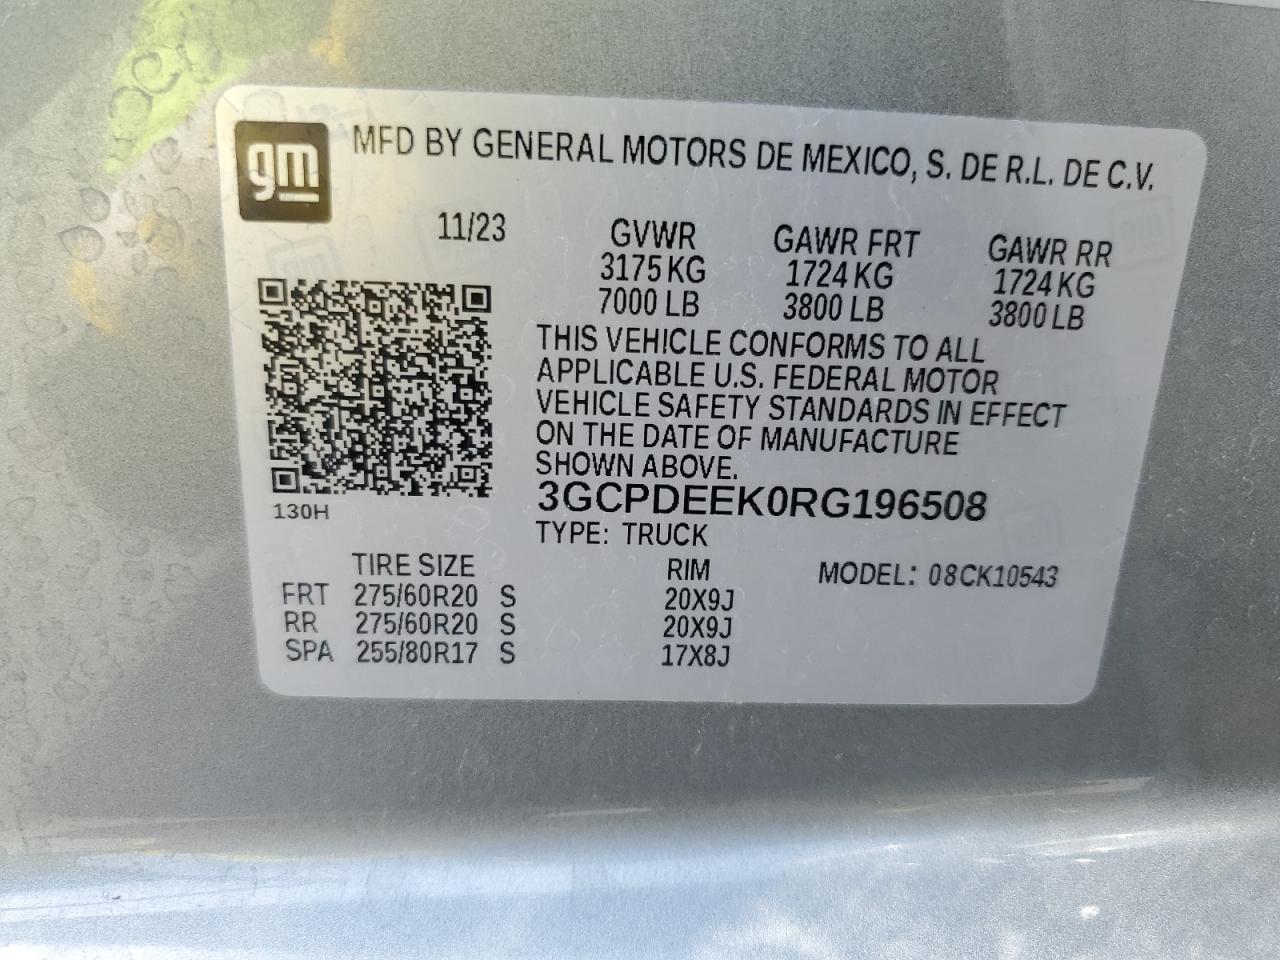 gm MFD BY GENERAL MOTORS DE MEXICO, S. DE R.L. DE C.V.
11/23 GVWR GAWR FRT GAWR RR
3175 KG 1724 KG 1724 KG
7000 LB 3800 LB 3800 LB
THIS VEHICLE CONFORMS TO ALL
APPLICABLE U.S. FEDERAL MOTOR
VEHICLE SAFETY STANDARDS IN EFFECT
ON THE DATE OF MANUFACTURE
SHOWN ABOVE.
3GCPDEEK0RG196508
130H
TYPE: TRUCK
TIRE SIZE RIM MODEL: 08CK10543
FRT 275/60R20 S 20X9J
RR 275/60R20 S 20X9J
SPA 255/80R17 S 17X8J